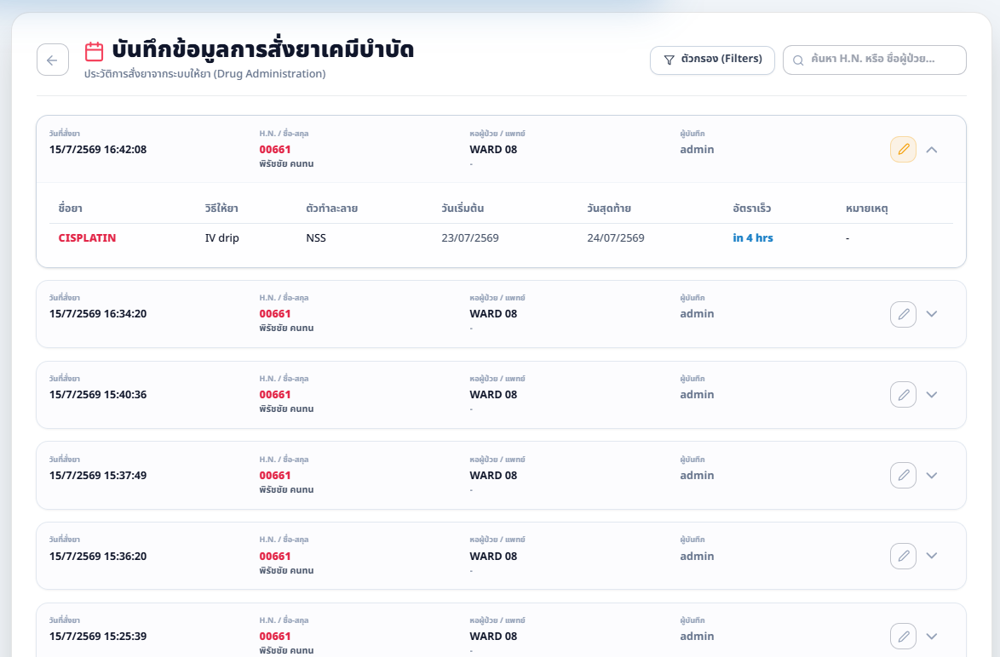 บันทึกข้อมูลการสั่งยาเคมีบำบัด
ประวัติการสั่งยาจากระบบให้ยา (Drug Administration)
ตัวกรอง (Filters)
ค้นหา H.N. หรือ ชื่อผู้ป่วย...
วันที่สั่งยา H.N. / ชื่อ-สกุล หอผู้ป่วย / แพทย์ ผู้บันทึก
15/7/2569 16:42:08 00661 WARD 08 admin
พิรัชชัย คนทน -
ชื่อยา วิธีให้ยา ตัวทำละลาย วันเริ่มต้น วันสุดท้าย อัตราเร็ว หมายเหตุ
CISPLATIN IV drip NSS 23/07/2569 24/07/2569 in 4 hrs -
วันที่สั่งยา H.N. / ชื่อ-สกุล หอผู้ป่วย / แพทย์ ผู้บันทึก
15/7/2569 16:34:20 00661 WARD 08 admin
พิรัชชัย คนทน -
วันที่สั่งยา H.N. / ชื่อ-สกุล หอผู้ป่วย / แพทย์ ผู้บันทึก
15/7/2569 15:40:36 00661 WARD 08 admin
พิรัชชัย คนทน -
วันที่สั่งยา H.N. / ชื่อ-สกุล หอผู้ป่วย / แพทย์ ผู้บันทึก
15/7/2569 15:37:49 00661 WARD 08 admin
พิรัชชัย คนทน -
วันที่สั่งยา H.N. / ชื่อ-สกุล หอผู้ป่วย / แพทย์ ผู้บันทึก
15/7/2569 15:36:20 00661 WARD 08 admin
พิรัชชัย คนทน -
วันที่สั่งยา H.N. / ชื่อ-สกุล หอผู้ป่วย / แพทย์ ผู้บันทึก
15/7/2569 15:25:39 00661 WARD 08 admin
พิรัชชัย คนทน -